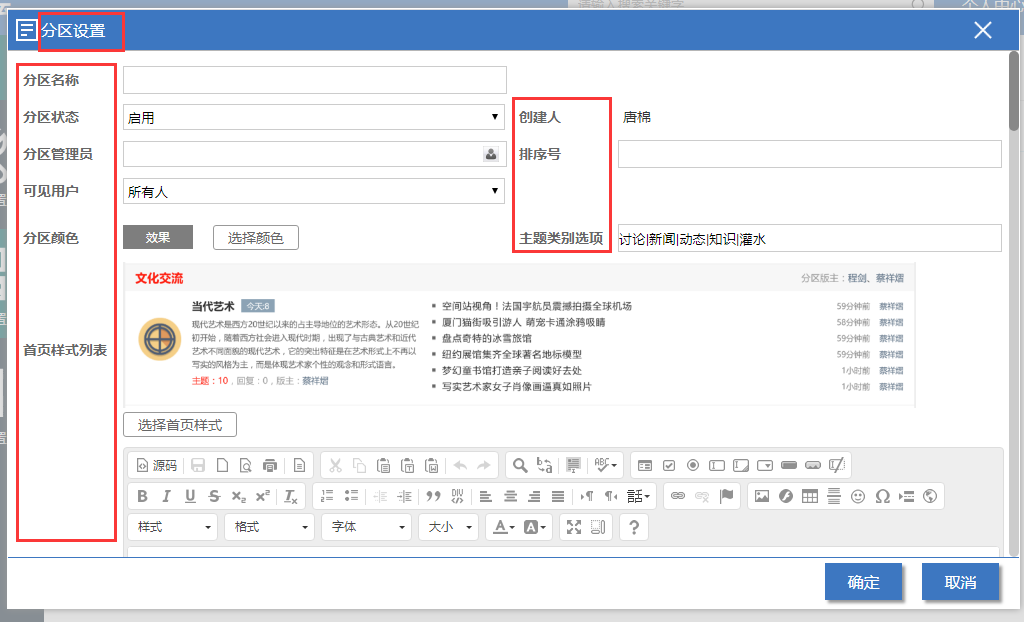 请输入搜索关键字
个人中心
分区设置
分区名称
分区状态 启用 创建人 唐棉
分区管理员 排序号
可见用户 所有人
分区颜色 效果 选择颜色 主题类别选项 讨论|新闻|动态|知识|灌水
文化交流 分区版主：程剑、蔡祥熠
当代艺术 今天:8
现代艺术是西方20世纪以来的占主导地位的艺术形态。从20世纪
初开始，随着西方社会进入现代时期，出现了与古典艺术和近代
艺术不同面貌的现代艺术，它的突出特征是在艺术形式上不再以
写实的风格为主，而是体现艺术家个性的观念和形式语言。
主题：10，回复：0，版主：蔡祥熠
空间站视角！法国宇航员震撼拍摄全球机场 59分钟前 蔡祥熠
厦门猫街吸引游人 萌宠卡通涂鸦吸睛 58分钟前 蔡祥熠
盘点奇特的冰雪旅馆 59分钟前 蔡祥熠
纽约展馆集齐全球著名地标模型 59分钟前 蔡祥熠
梦幻童书馆打造亲子阅读好去处 1小时前 蔡祥熠
写实艺术家女子肖像画逼真如照片 1小时前 蔡祥熠
首页样式列表
选择首页样式
源码
样式 格式 字体 大小
确定 取消